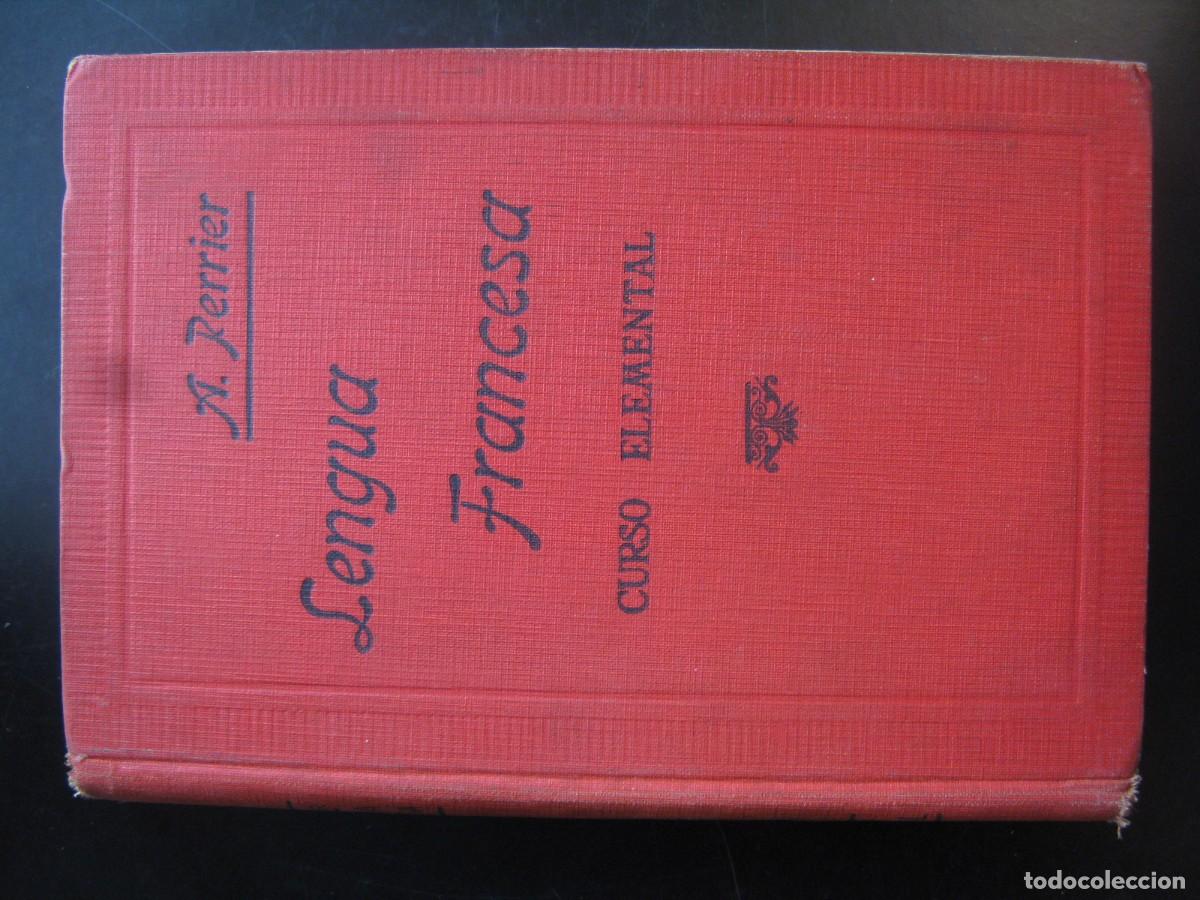 A. Perrier
Lengua
Francesa
CURSO ELEMENTAL
todocoleccion